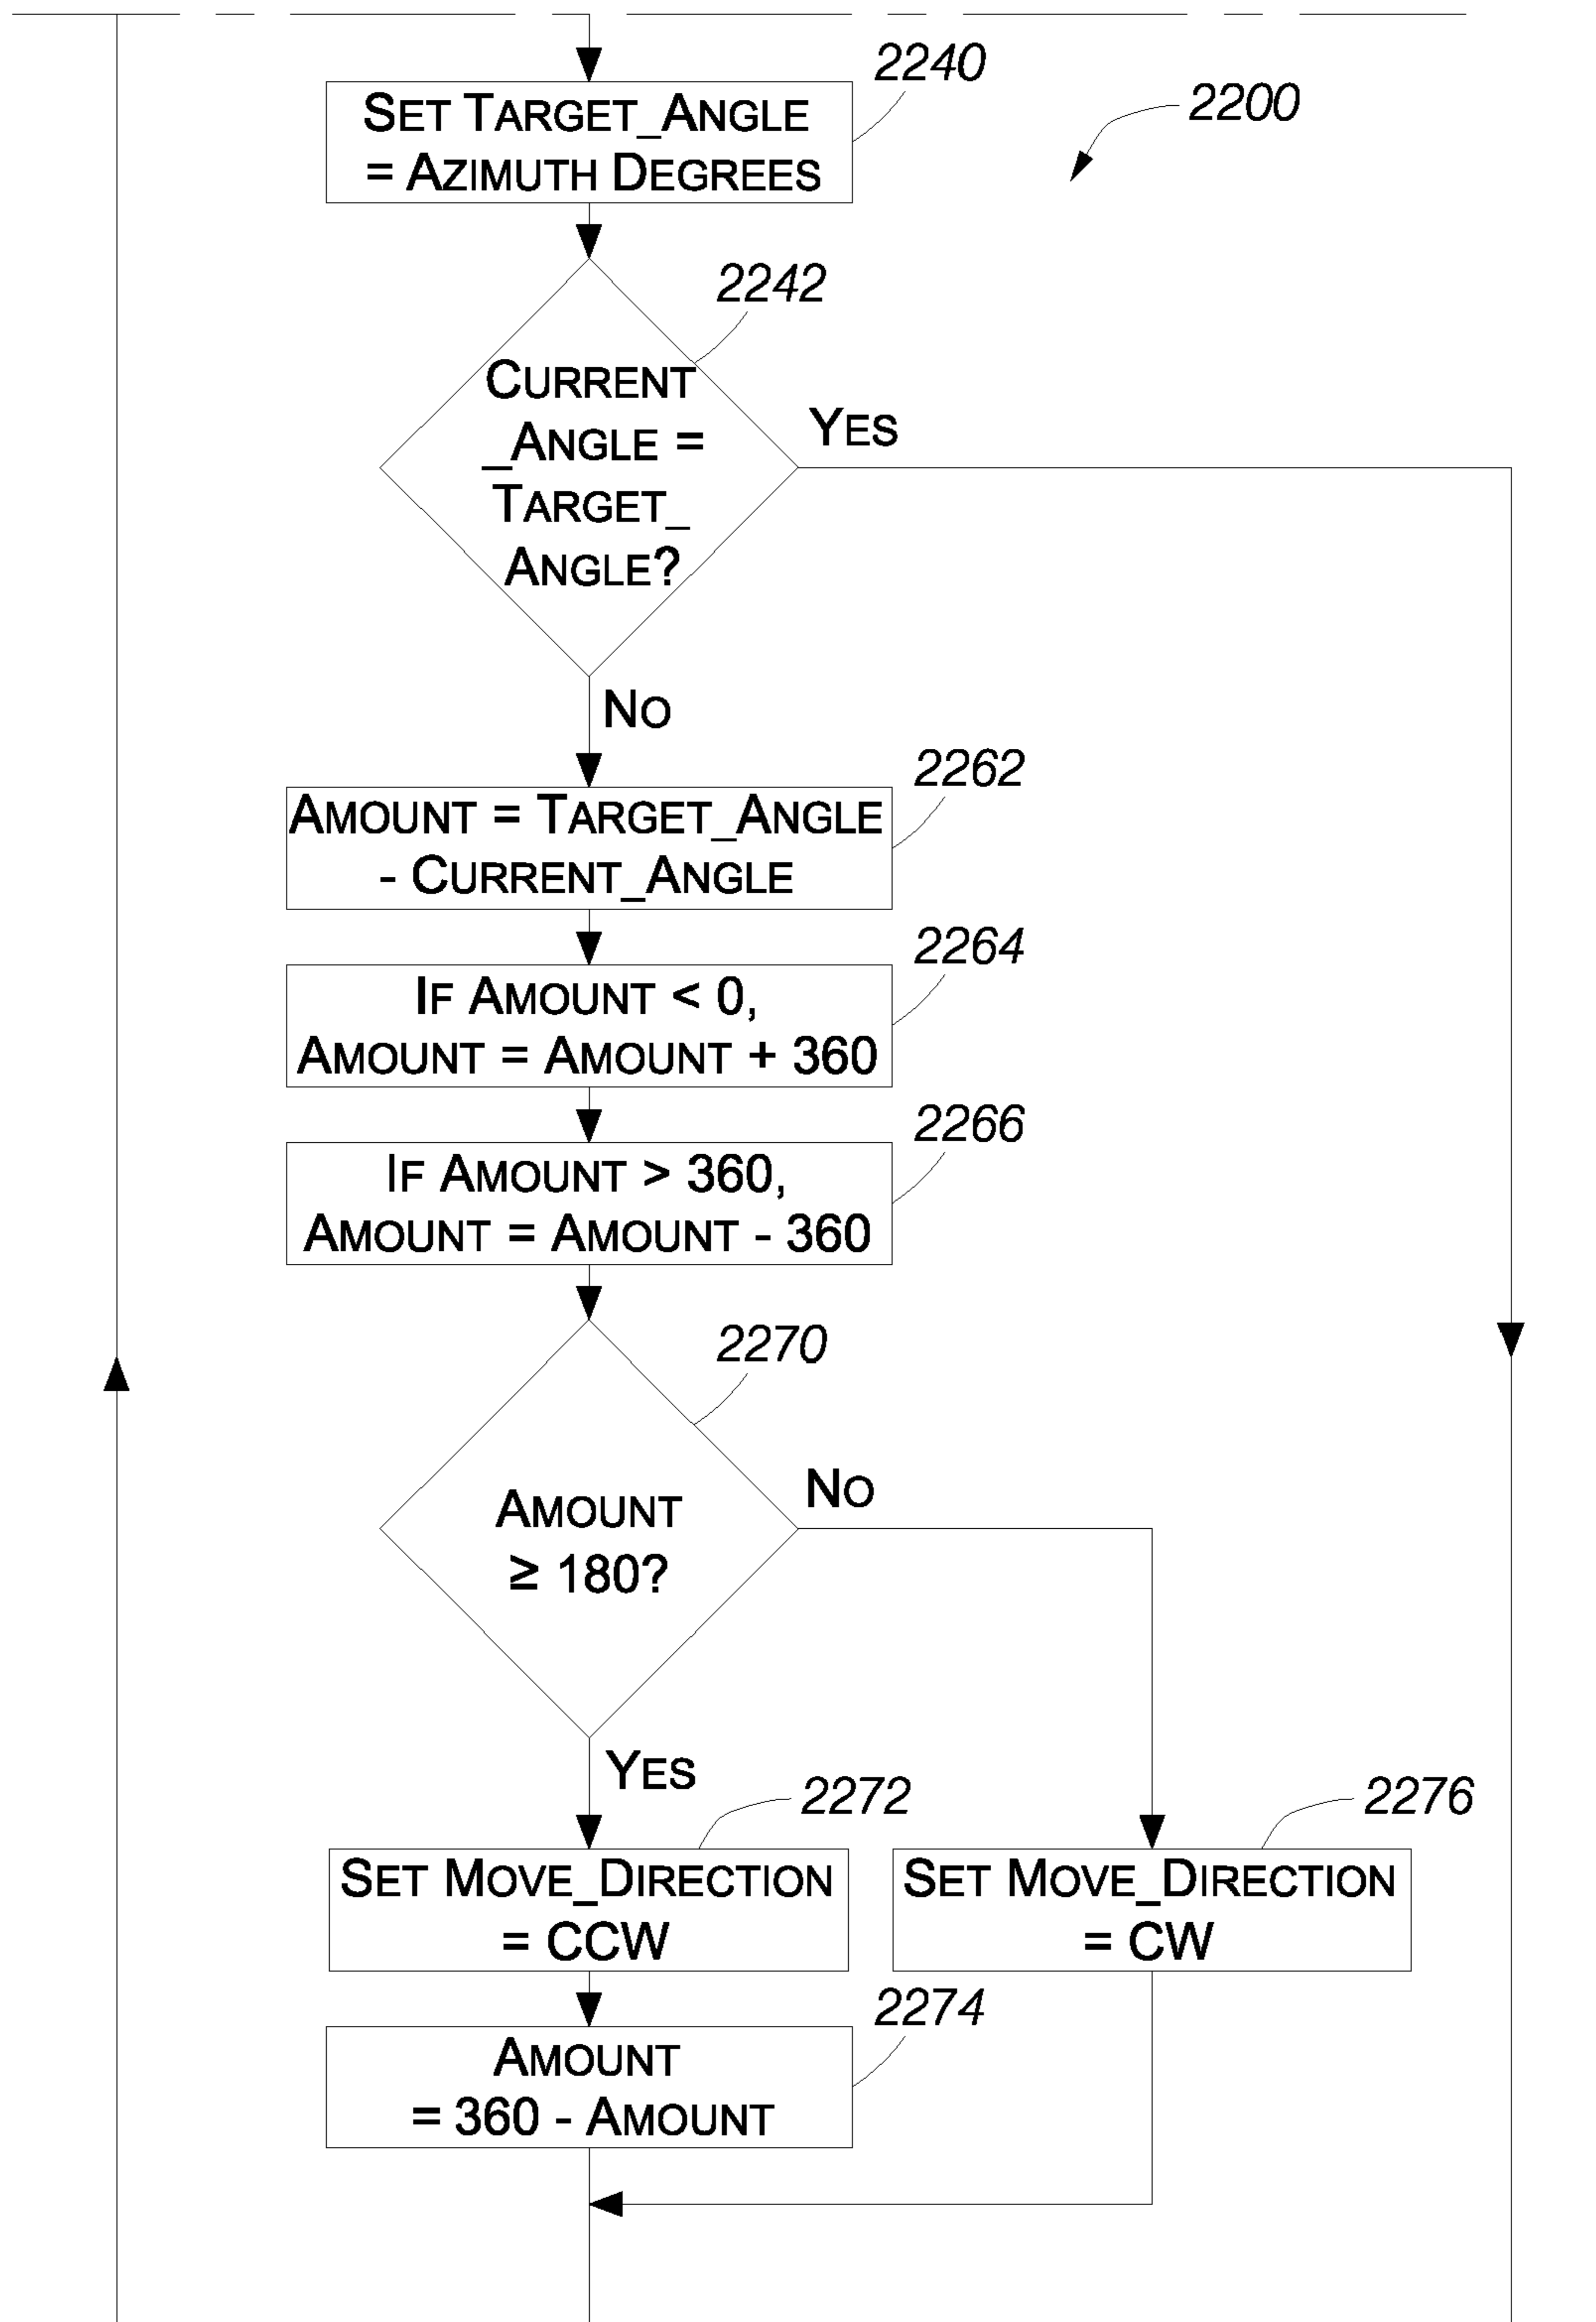 2240
2200
SET TARGET_ANGLE
= AZIMUTH DEGREES
2242
CURRENT
_ANGLE =
TARGET_
ANGLE?
YES
NO
2262
AMOUNT = TARGET_ANGLE
- CURRENT_ANGLE
2264
IF AMOUNT < 0,
AMOUNT = AMOUNT + 360
2266
IF AMOUNT > 360,
AMOUNT = AMOUNT - 360
2270
AMOUNT
≥ 180?
NO
YES
2272
2276
SET MOVE_DIRECTION
= CCW
SET MOVE_DIRECTION
= CW
2274
AMOUNT
= 360 - AMOUNT